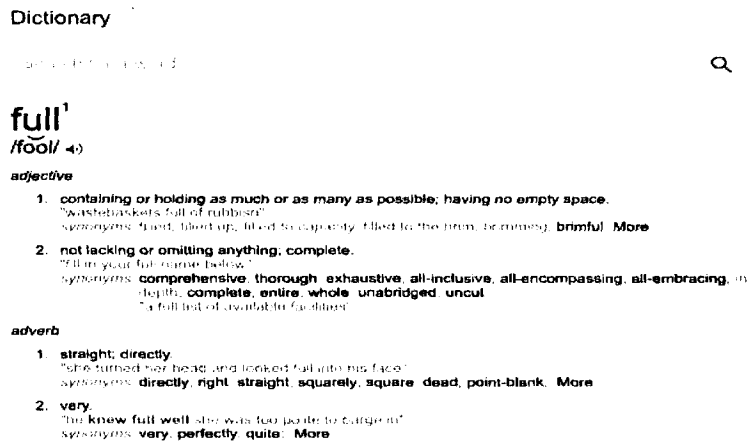 Dictionary
search for a word
full¹
/fo͝ol/
adjective
1. containing or holding as much or as many as possible; having no empty space.
"wastebaskets full of rubbish"
synonyms: filled, filled up, filled to capacity, filled to the brim, brimming, brimful; More
2. not lacking or omitting anything; complete.
"fill in your full name below"
synonyms: comprehensive, thorough, exhaustive, all-inclusive, all-encompassing, all-embracing, in
depth, complete, entire, whole, unabridged, uncut
"a full list of available facilities"
adverb
1. straight; directly.
"she turned her head and looked full into his face"
synonyms: directly, right, straight, squarely, square, dead, point-blank; More
2. very.
"he knew full well she was too polite to barge in"
synonyms: very, perfectly, quite; More